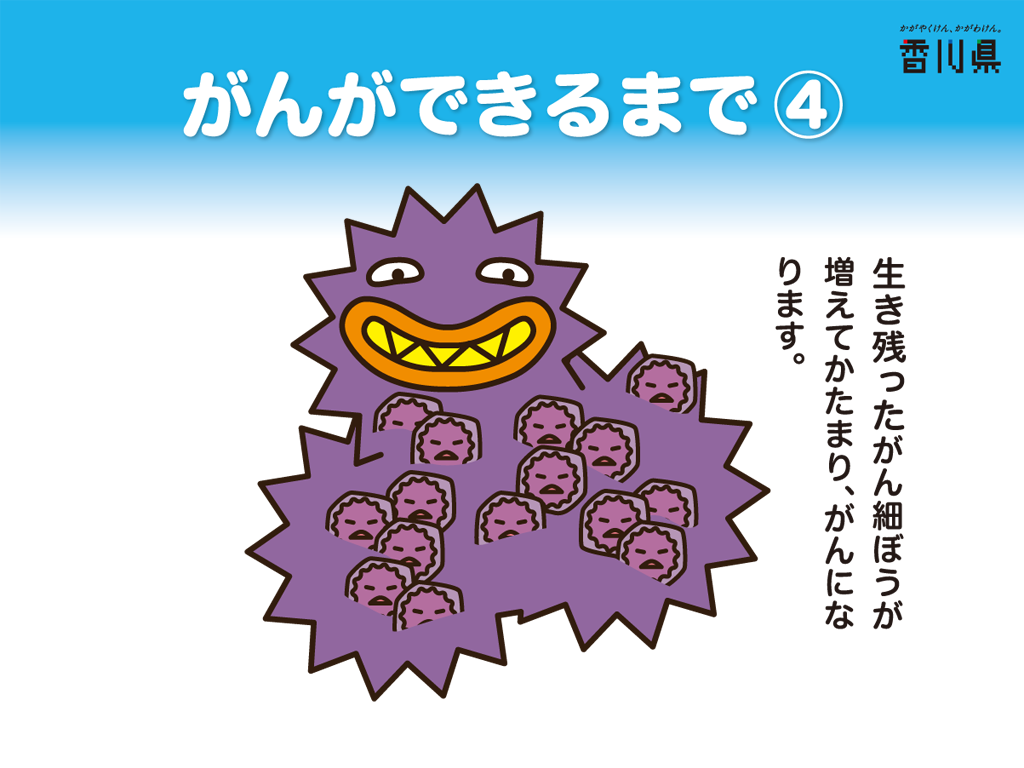 かがやくけん、かがわけん。
香川県
がんができるまで④
生き残ったがん細ぼうが
増えてかたまり、がんにな
ります。